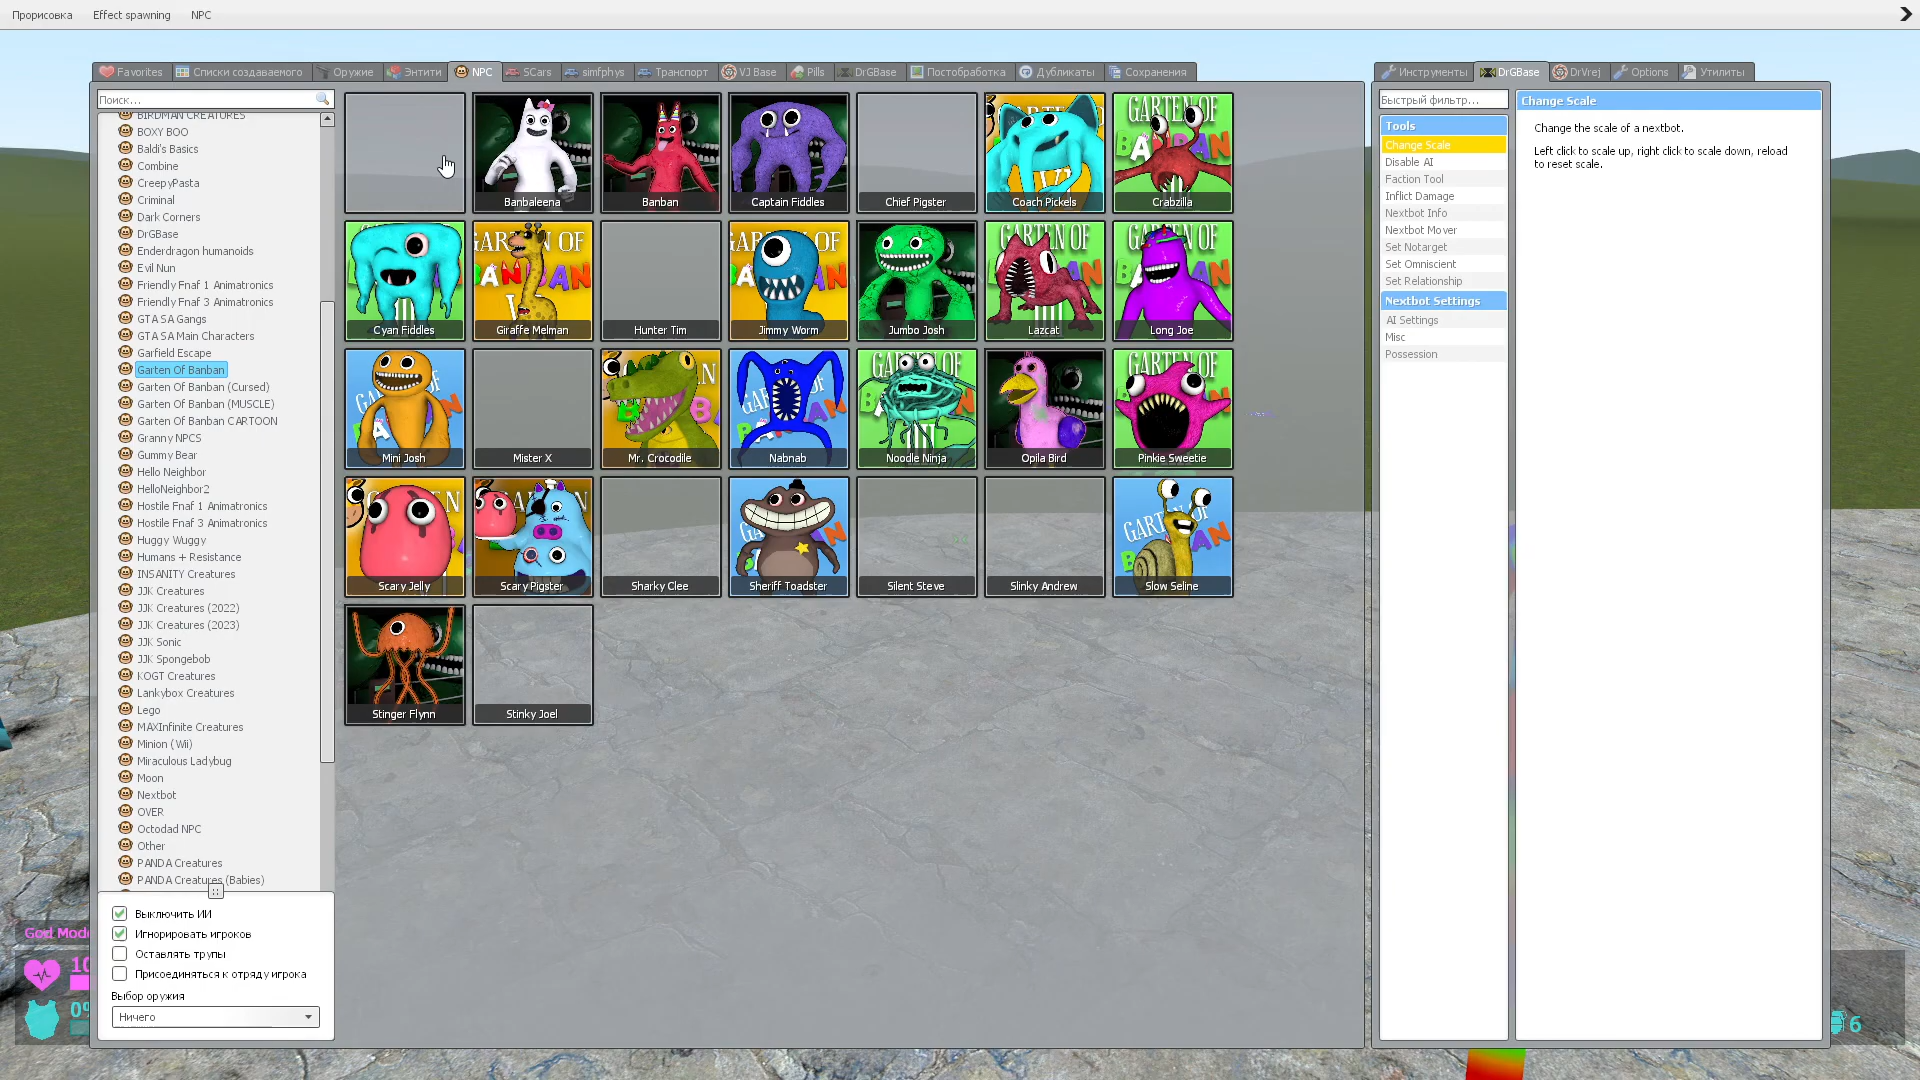 Прорисовка Effect spawning NPC
Favorites Списки создаваемого Оружие Энтити NPC SCars simfphys Транспорт VJ Base Pills DrGBase Постобработка Дубликаты Сохранения
Инструменты DrGBase DrVrej Options Утилиты
Поиск...
BIRDMAN CREATURES
BOXY BOO
Baldi's Basics
Combine
CreepyPasta
Criminal
Dark Corners
DrGBase
Enderdragon humanoids
Evil Nun
Friendly Fnaf 1 Animatronics
Friendly Fnaf 3 Animatronics
GTA SA Gangs
GTA SA Main Characters
Garfield Escape
Garten Of Banban
Garten Of Banban (Cursed)
Garten Of Banban (MUSCLE)
Garten Of Banban CARTOON
Granny NPCS
Gummy Bear
Hello Neighbor
HelloNeighbor2
Hostile Fnaf 1 Animatronics
Hostile Fnaf 3 Animatronics
Huggy Wuggy
Humans + Resistance
INSANITY Creatures
JJK Creatures
JJK Creatures (2022)
JJK Creatures (2023)
JJK Sonic
JJK Spongebob
KOGT Creatures
Lankybox Creatures
Lego
MAXInfinite Creatures
Minion (Wii)
Miraculous Ladybug
Moon
Nextbot
OVER
Octodad NPC
Other
PANDA Creatures
PANDA Creatures (Babies)
Выключить ИИ
Игнорировать игроков
Оставлять трупы
Присоединяться к отряду игрока
Выбор оружия
Ничего
Banbaleena Banban Captain Fiddles Chief Pigster Coach Pickels Crabzilla
Cyan Fiddles Giraffe Melman Hunter Tim Jimmy Worm Jumbo Josh Lazcat Long Joe
Mini Josh Mister X Mr. Crocodile Nabnab Noodle Ninja Opila Bird Pinkie Sweetie
Scary Jelly Scary Pigster Sharky Clee Sheriff Toadster Silent Steve Slinky Andrew Slow Seline
Stinger Flynn Stinky Joel
Быстрый фильтр...
Tools
Change Scale
Disable AI
Faction Tool
Inflict Damage
Nextbot Info
Nextbot Mover
Set Notarget
Set Omniscient
Set Relationship
Nextbot Settings
AI Settings
Misc
Possession
Change Scale
Change the scale of a nextbot.
Left click to scale up, right click to scale down, reload
to reset scale.
God Mode
10
0%
6